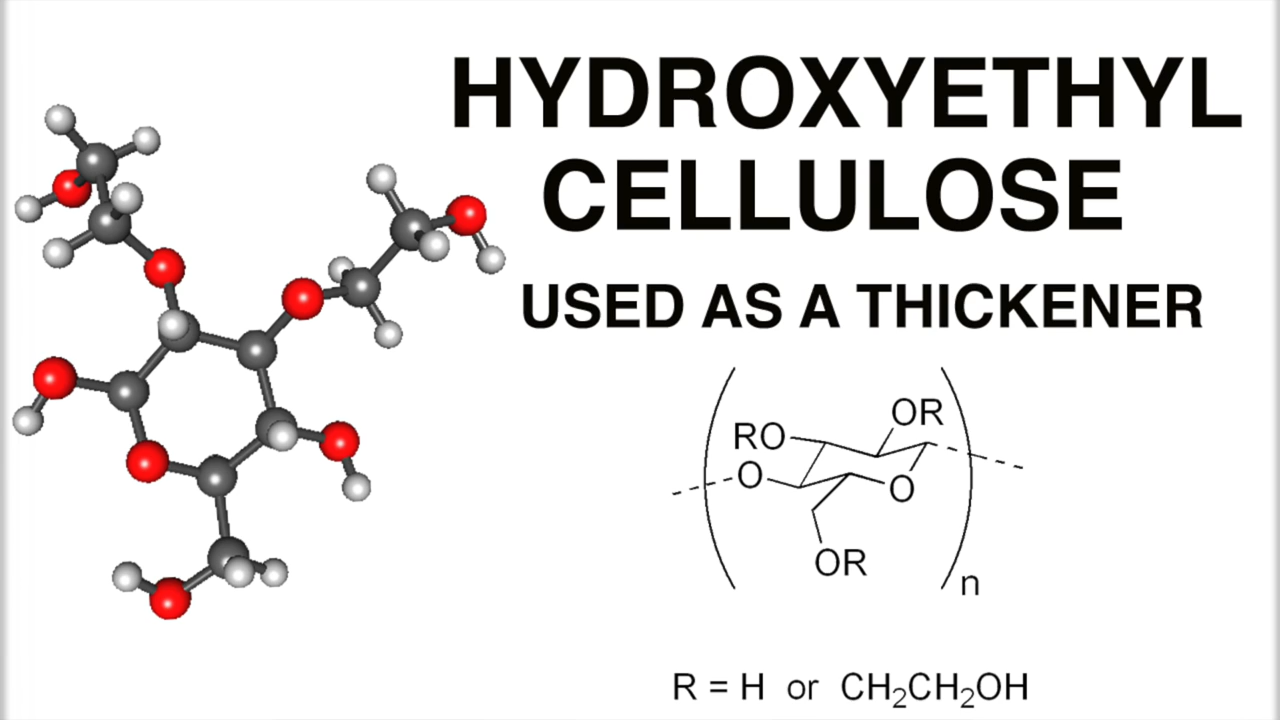 HYDROXYETHYL
CELLULOSE
USED AS A THICKENER
OR
RO
O
O
OR
n
R = H or CH₂CH₂OH